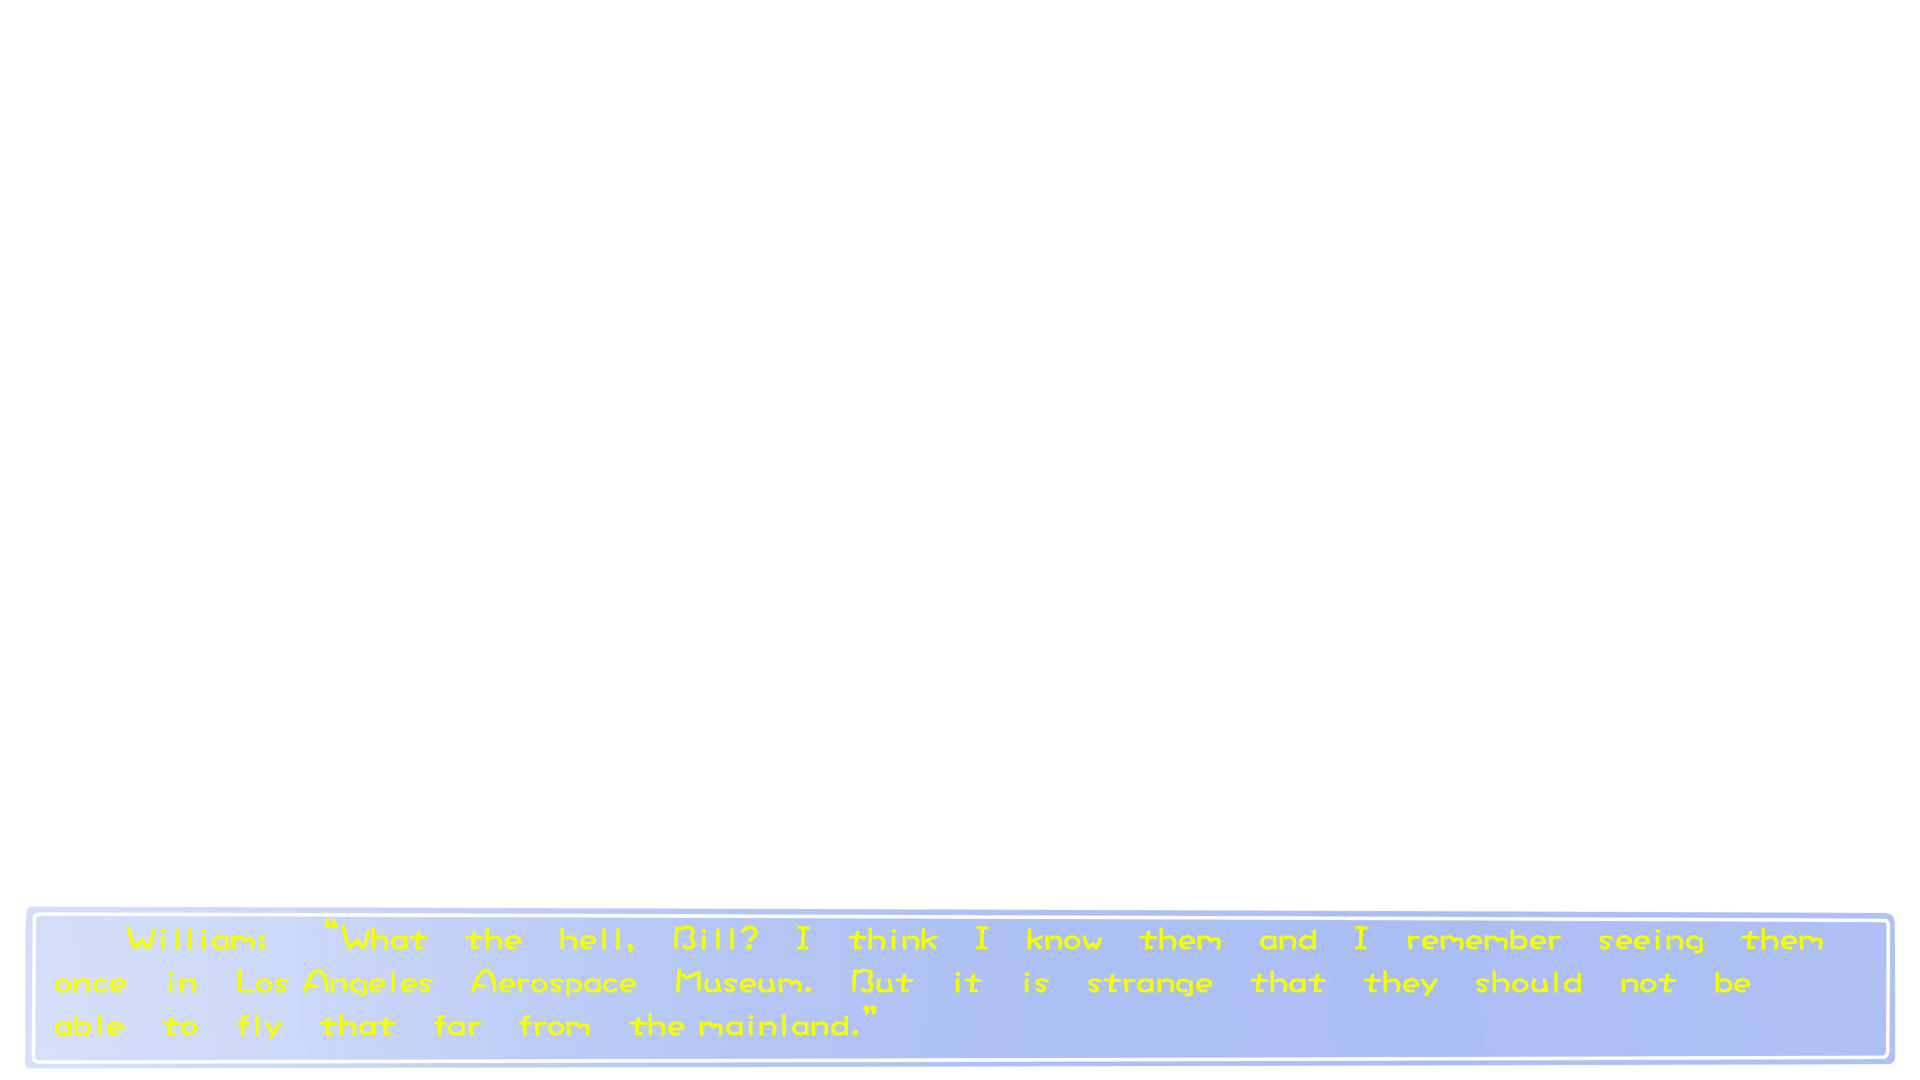 William: “What the hell, Bill? I think I know them and I remember seeing them
once in Los Angeles Aerospace Museum. But it is strange that they should not be
able to fly that far from the mainland.”